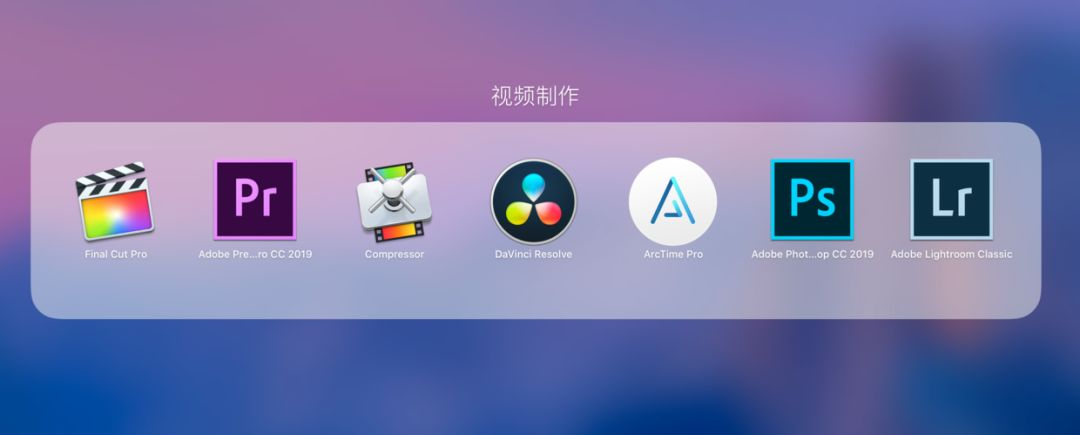 视频制作
Pr
Ps
Lr
Final Cut Pro
Adobe Pre...ro CC 2019
Compressor
DaVinci Resolve
ArcTime Pro
Adobe Phot...op CC 2019
Adobe Lightroom Classic